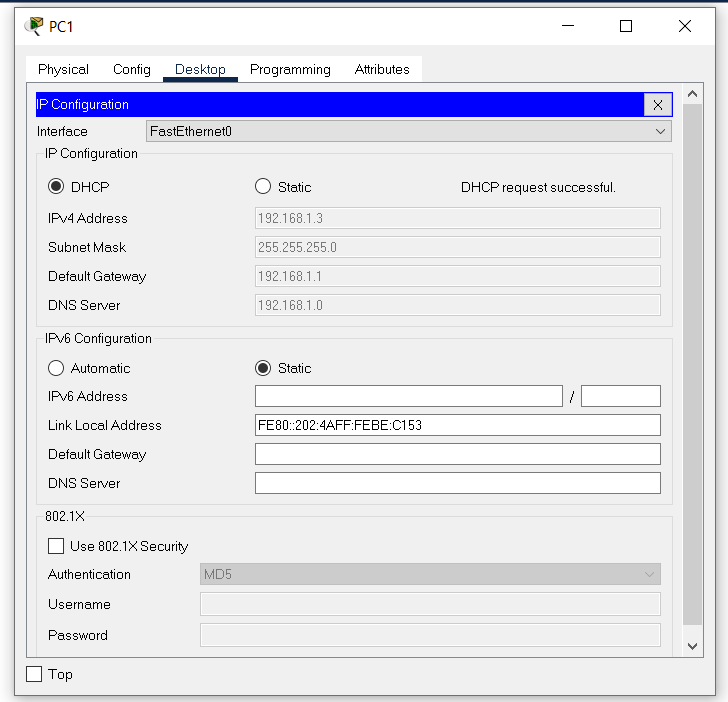 PC1
Physical Config Desktop Programming Attributes
IP Configuration X
Interface FastEthernet0
IP Configuration
DHCP Static DHCP request successful.
IPv4 Address 192.168.1.3
Subnet Mask 255.255.255.0
Default Gateway 192.168.1.1
DNS Server 192.168.1.0
IPv6 Configuration
Automatic Static
IPv6 Address /
Link Local Address FE80::202:4AFF:FEBE:C153
Default Gateway
DNS Server
802.1X
Use 802.1X Security
Authentication MD5
Username
Password
Top